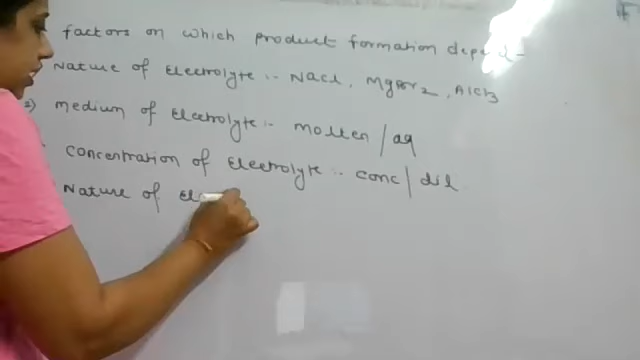 factors on which product formation depend-
Nature of Electrolyte :- NaCl, MgBr2, AlCl3
2) medium of Electrolyte :- molten / aq
Concentration of Electrolyte :- conc / dil
Nature of Ele